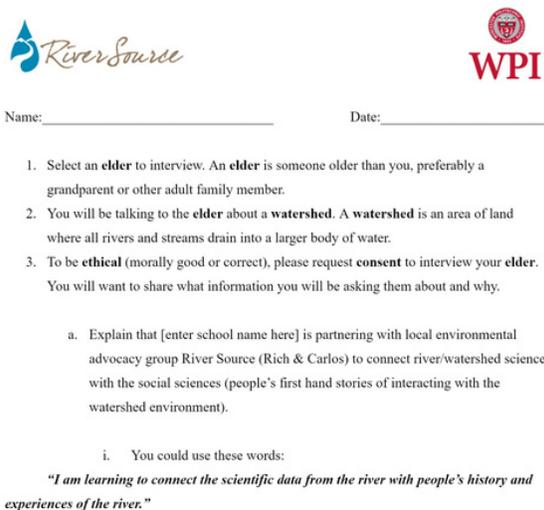 River Source
WPI
Name:_________________________________ Date:________________________
1. Select an elder to interview. An elder is someone older than you, preferably a
grandparent or other adult family member.
2. You will be talking to the elder about a watershed. A watershed is an area of land
where all rivers and streams drain into a larger body of water.
3. To be ethical (morally good or correct), please request consent to interview your elder.
You will want to share what information you will be asking them about and why.
a. Explain that [enter school name here] is partnering with local environmental
advocacy group River Source (Rich & Carlos) to connect river/watershed science
with the social sciences (people's first hand stories of interacting with the
watershed environment).
i. You could use these words:
"I am learning to connect the scientific data from the river with people's history and
experiences of the river."